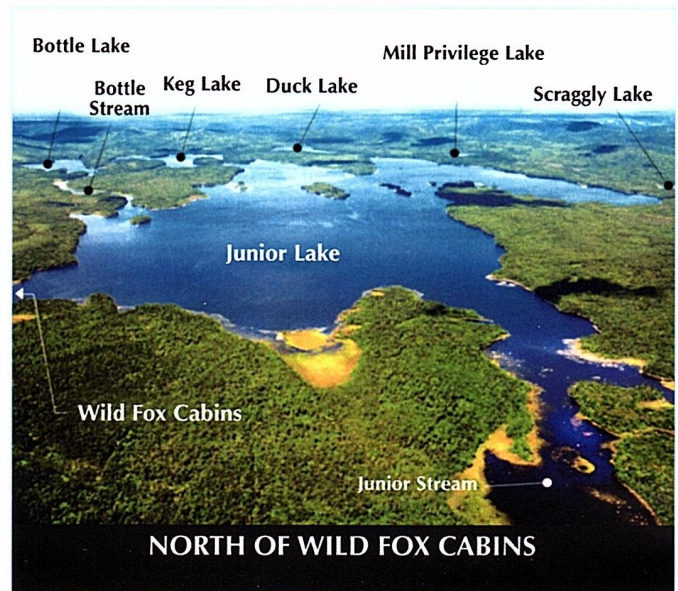 Bottle Lake
Bottle
Stream
Keg Lake
Duck Lake
Mill Privilege Lake
Scraggly Lake
Junior Lake
Wild Fox Cabins
Junior Stream
NORTH OF WILD FOX CABINS